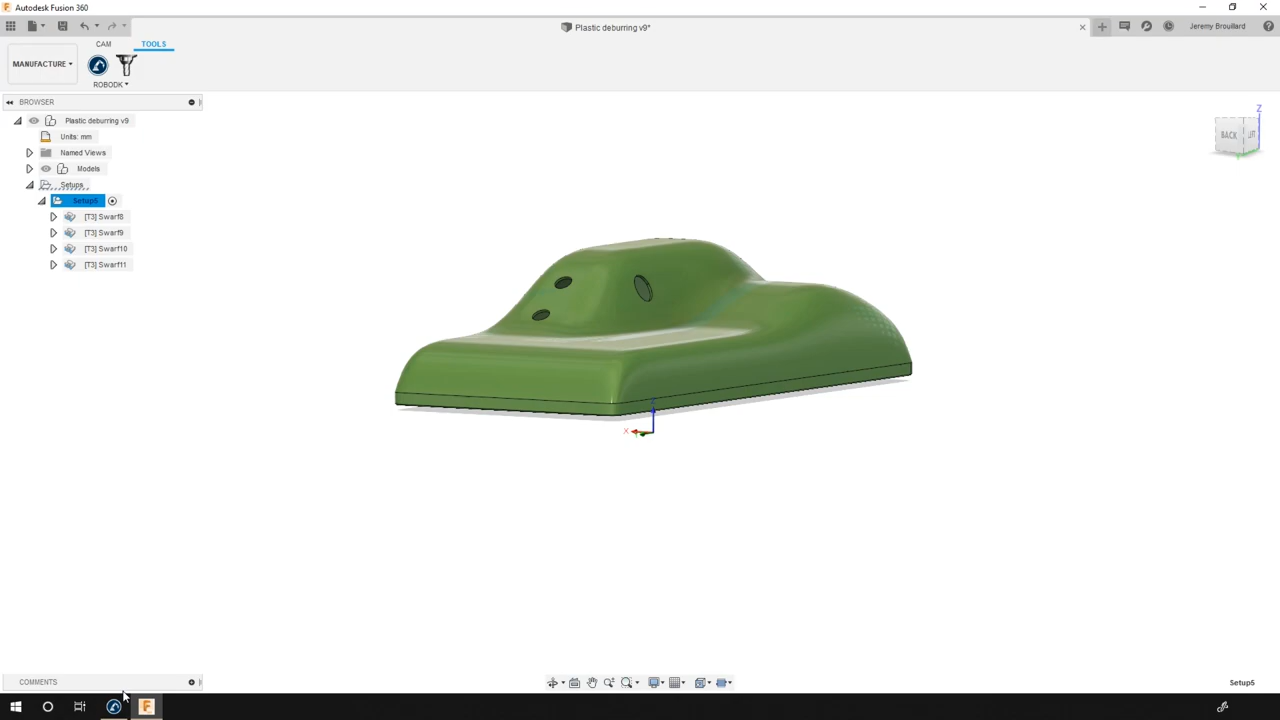 Autodesk Fusion 360
Plastic deburring v9*
Jeremy Brouillard
CAM
TOOLS
MANUFACTURE
ROBODK
BROWSER
Plastic deburring v9
Units: mm
Named Views
Models
Setups
Setup5
[T3] Swarf8
[T3] Swarf9
[T3] Swarf10
[T3] Swarf11
Z
BACK
X
COMMENTS
Setup5